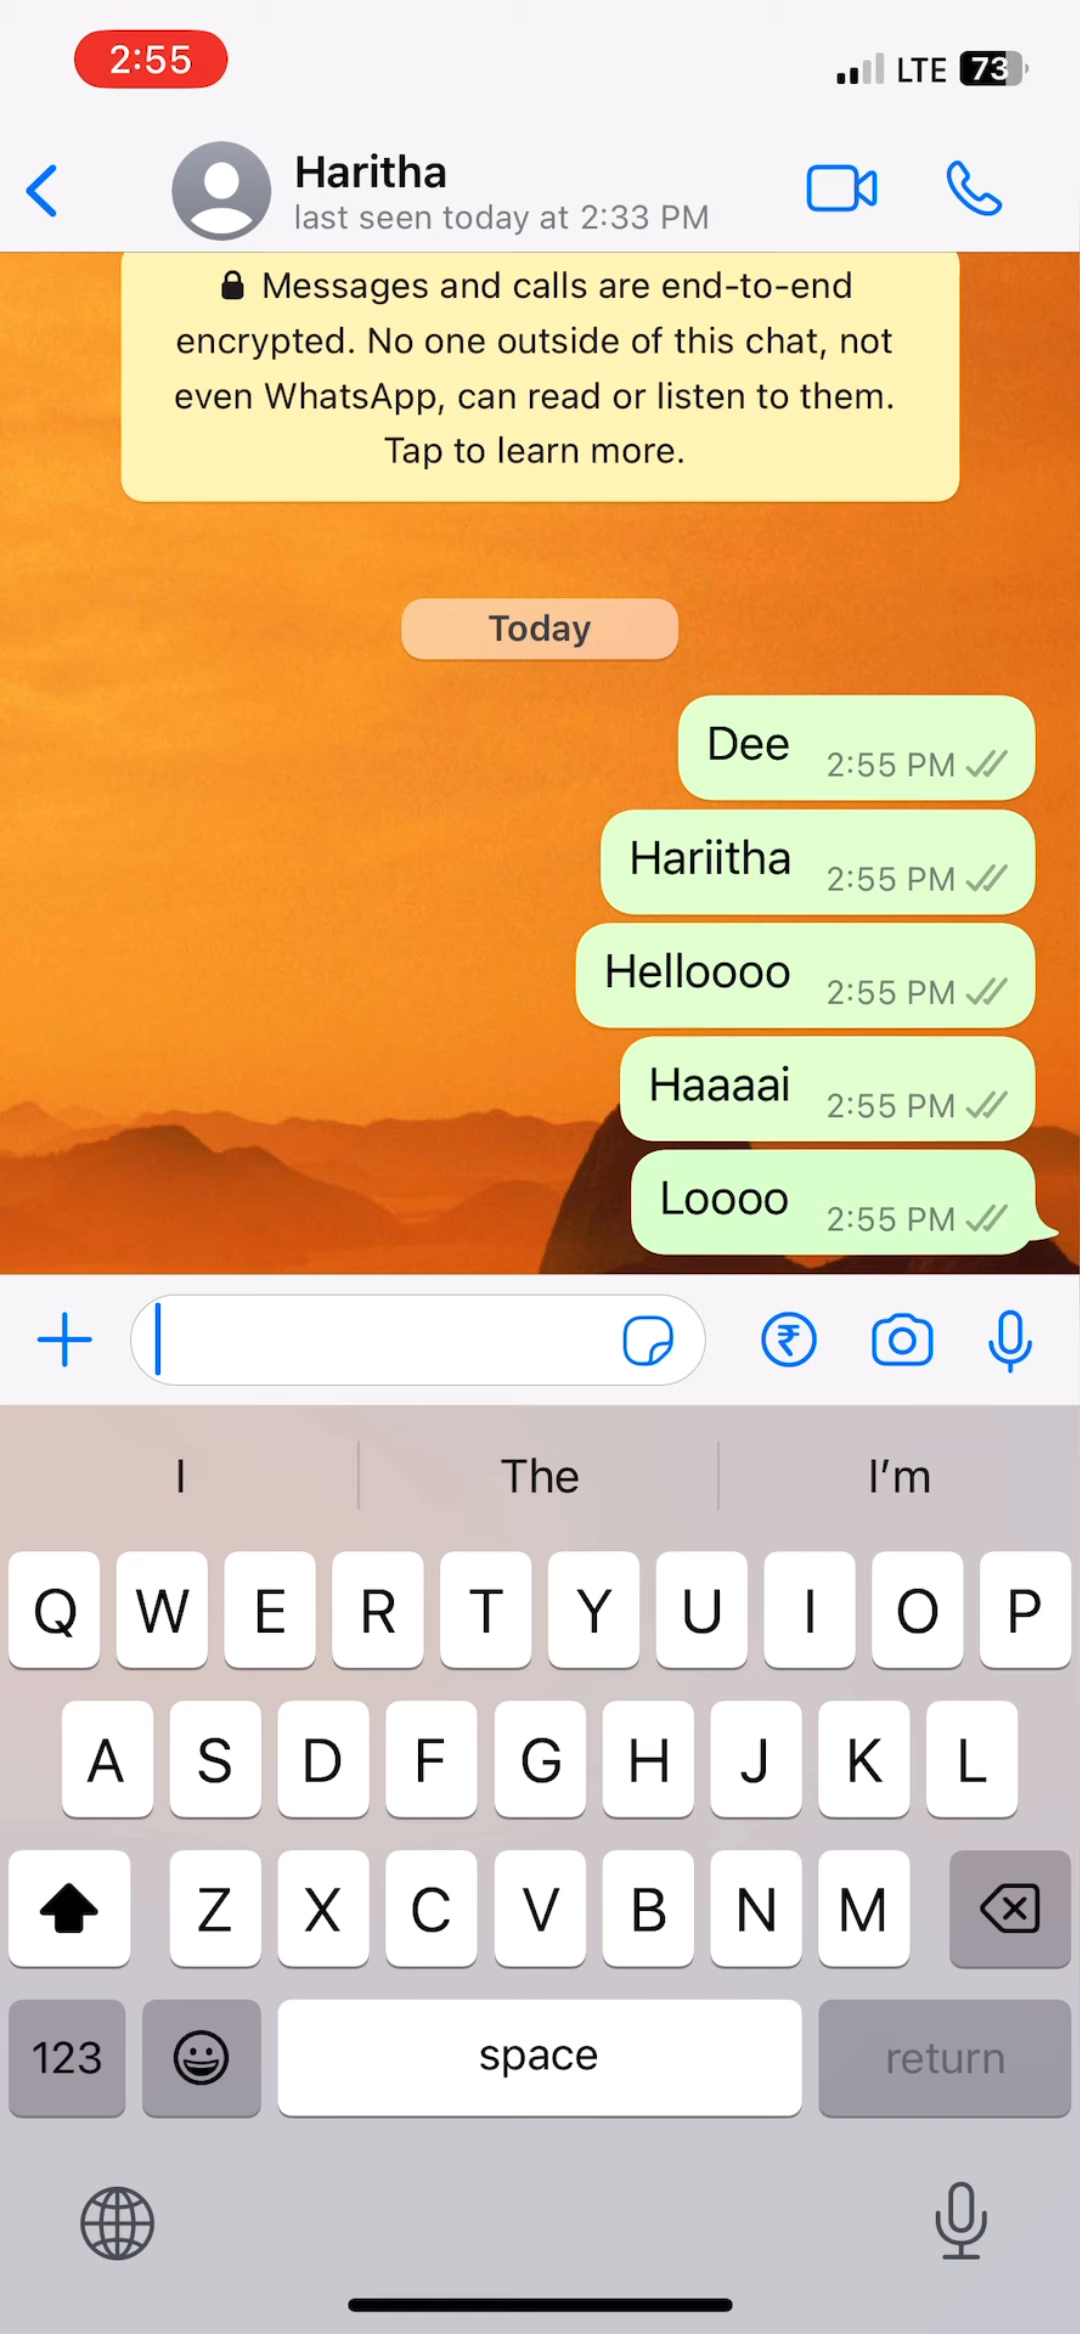 2:55
LTE 73
Haritha
last seen today at 2:33 PM
Messages and calls are end-to-end
encrypted. No one outside of this chat, not
even WhatsApp, can read or listen to them.
Tap to learn more.
Today
Dee 2:55 PM
Hariitha 2:55 PM
Helloooo 2:55 PM
Haaaai 2:55 PM
Loooo 2:55 PM
₹
I The I’m
Q W E R T Y U I O P
A S D F G H J K L
Z X C V B N M
123 space return